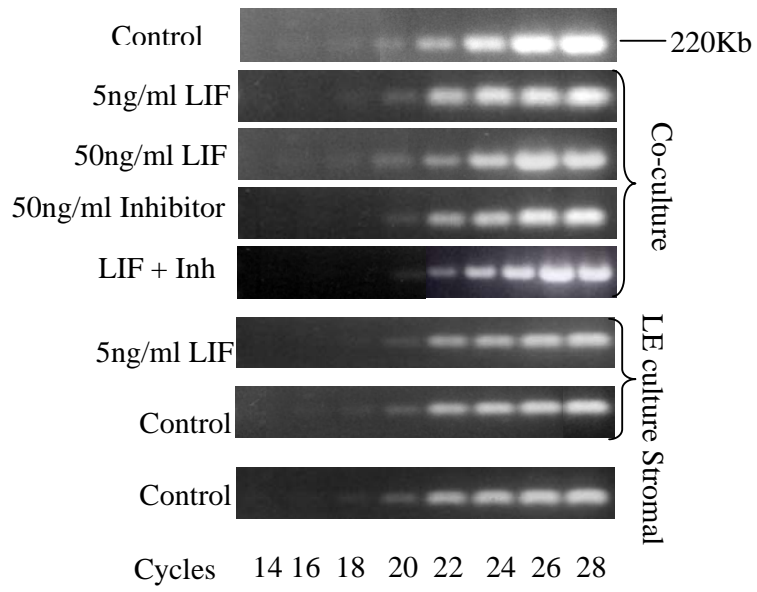 Control
220Kb
5ng/ml LIF
50ng/ml LIF
50ng/ml Inhibitor
LIF + Inh
Co-culture
5ng/ml LIF
Control
LE culture
Control
Stromal
Cycles 14 16 18 20 22 24 26 28